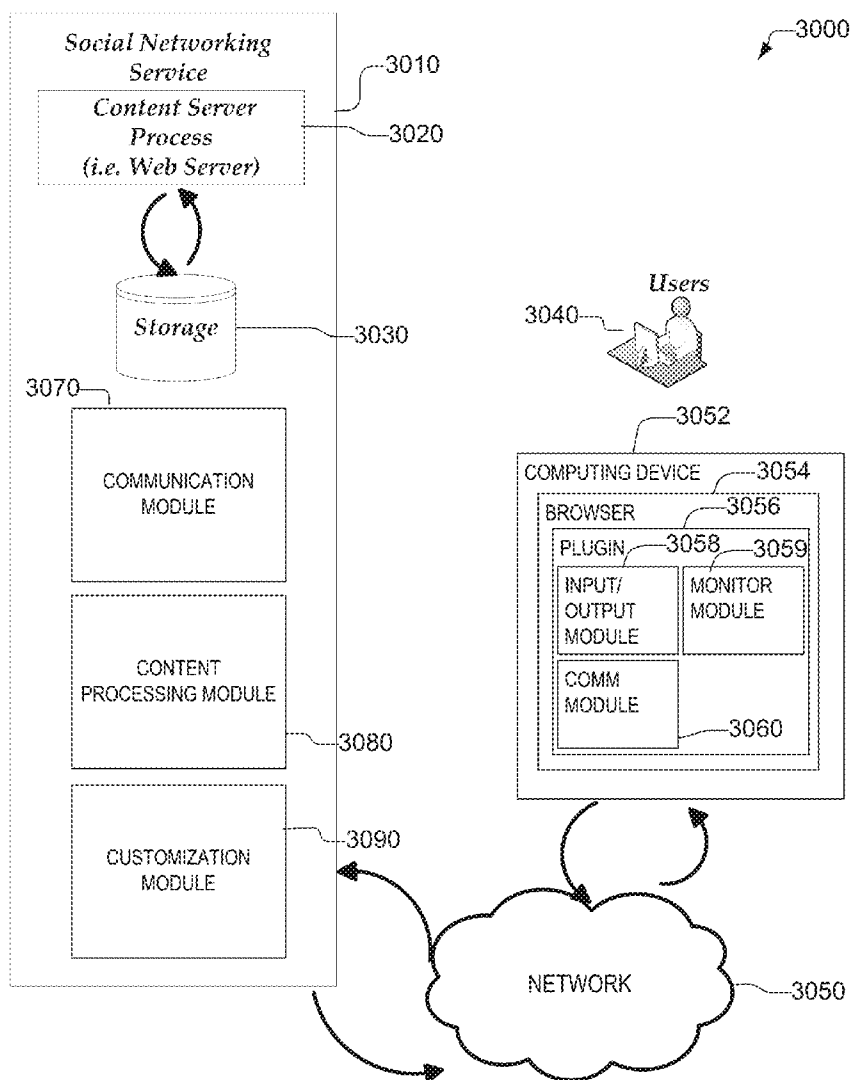 3000
Social Networking
Service
3010
Content Server
Process
(i.e. Web Server)
3020
Storage
3030
Users
3040
3070
COMMUNICATION
MODULE
CONTENT
PROCESSING MODULE
3080
CUSTOMIZATION
MODULE
3090
3052
COMPUTING DEVICE
3054
BROWSER
3056
PLUGIN
3058
3059
INPUT/
OUTPUT
MODULE
MONITOR
MODULE
COMM
MODULE
3060
NETWORK
3050